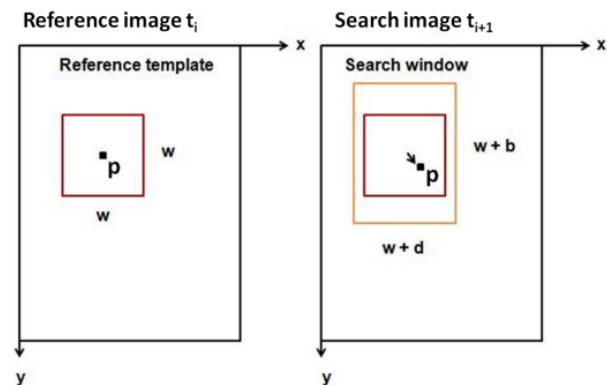 Reference image ti
x
Reference template
p
w
w
y
Search image ti+1
x
Search window
p
w + b
w + d
y